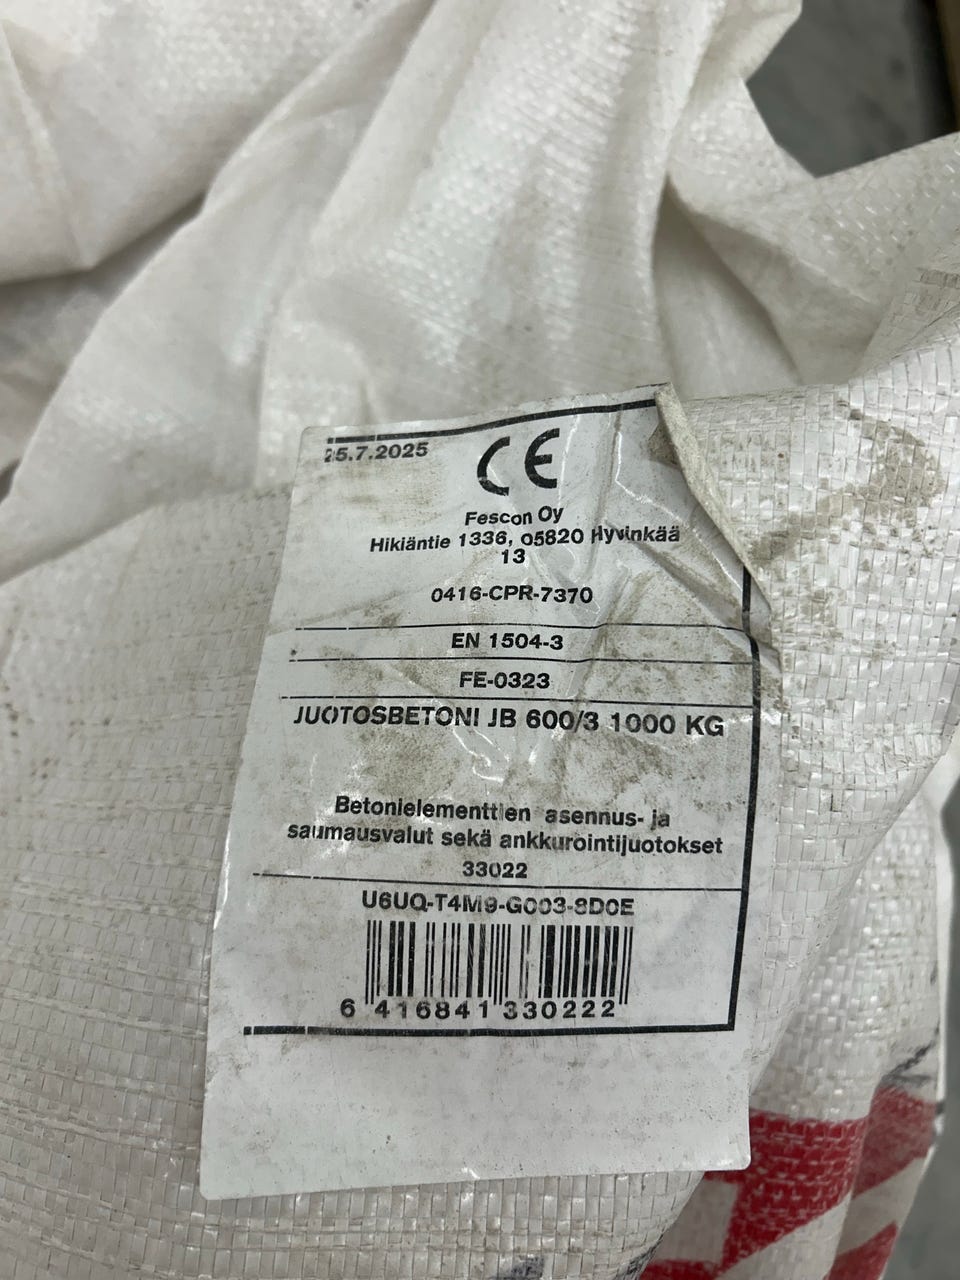 25.7.2025
CE
Fescon Oy
Hikiäntie 1336, 05820 Hyvinkää
13
0416-CPR-7370
EN 1504-3
FE-0323
JUOTOSBETONI JB 600/3 1000 KG
Betonielementtien asennus- ja
saumausvalut sekä ankkurointijuotokset
33022
U6UQ-T4M9-G003-8D0E
6 416841 330222